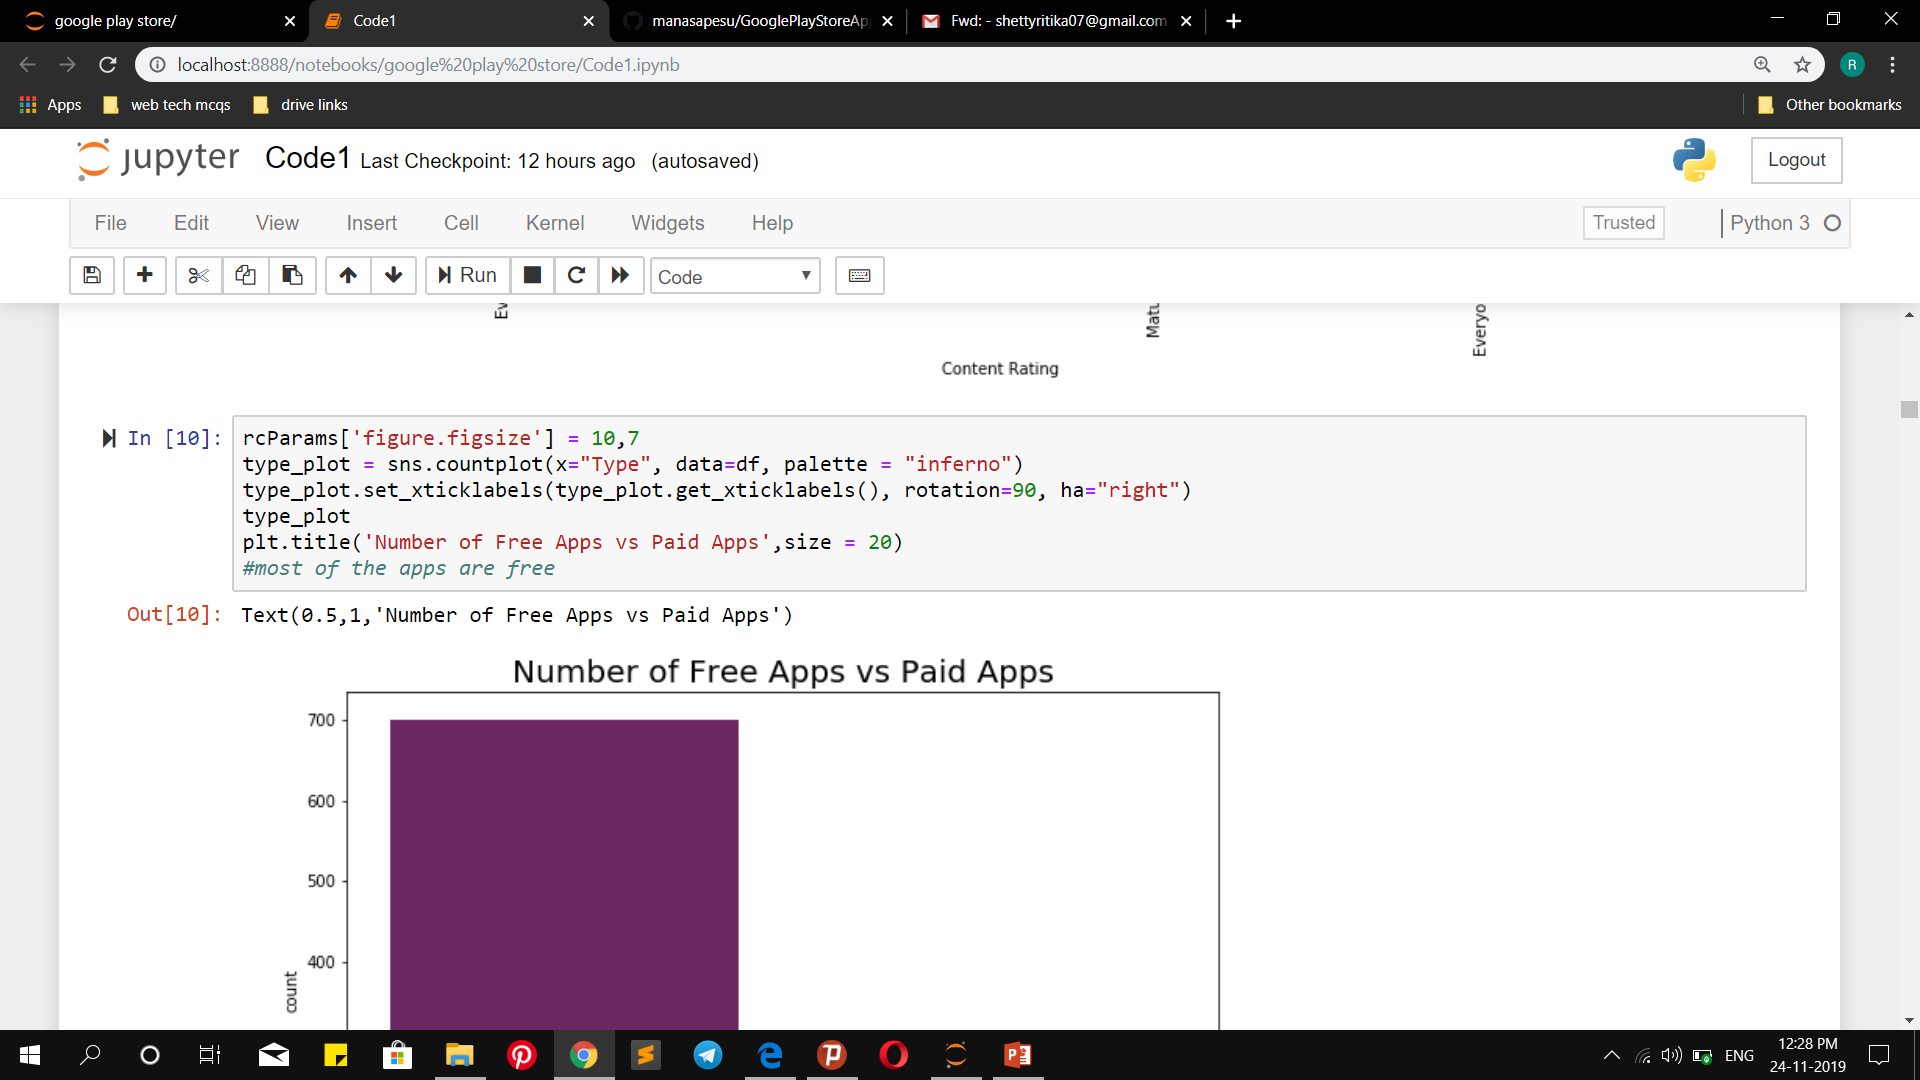 google play store/
Code1
manasapesu/GooglePlayStoreAp
Fwd: - shettyritika07@gmail.com
localhost:8888/notebooks/google%20play%20store/Code1.ipynb
R
Apps
web tech mcqs
drive links
Other bookmarks
jupyter
Code1 Last Checkpoint: 12 hours ago (autosaved)
Logout
File Edit View Insert Cell Kernel Widgets Help
Trusted
Python 3
Run
Code
Ev
Matu
Everyo
Content Rating
In [10]:
rcParams['figure.figsize'] = 10,7
type_plot = sns.countplot(x="Type", data=df, palette = "inferno")
type_plot.set_xticklabels(type_plot.get_xticklabels(), rotation=90, ha="right")
type_plot
plt.title('Number of Free Apps vs Paid Apps',size = 20)
#most of the apps are free
Out[10]: Text(0.5,1,'Number of Free Apps vs Paid Apps')
Number of Free Apps vs Paid Apps
700
600
500
400
count
ENG
12:28 PM
24-11-2019